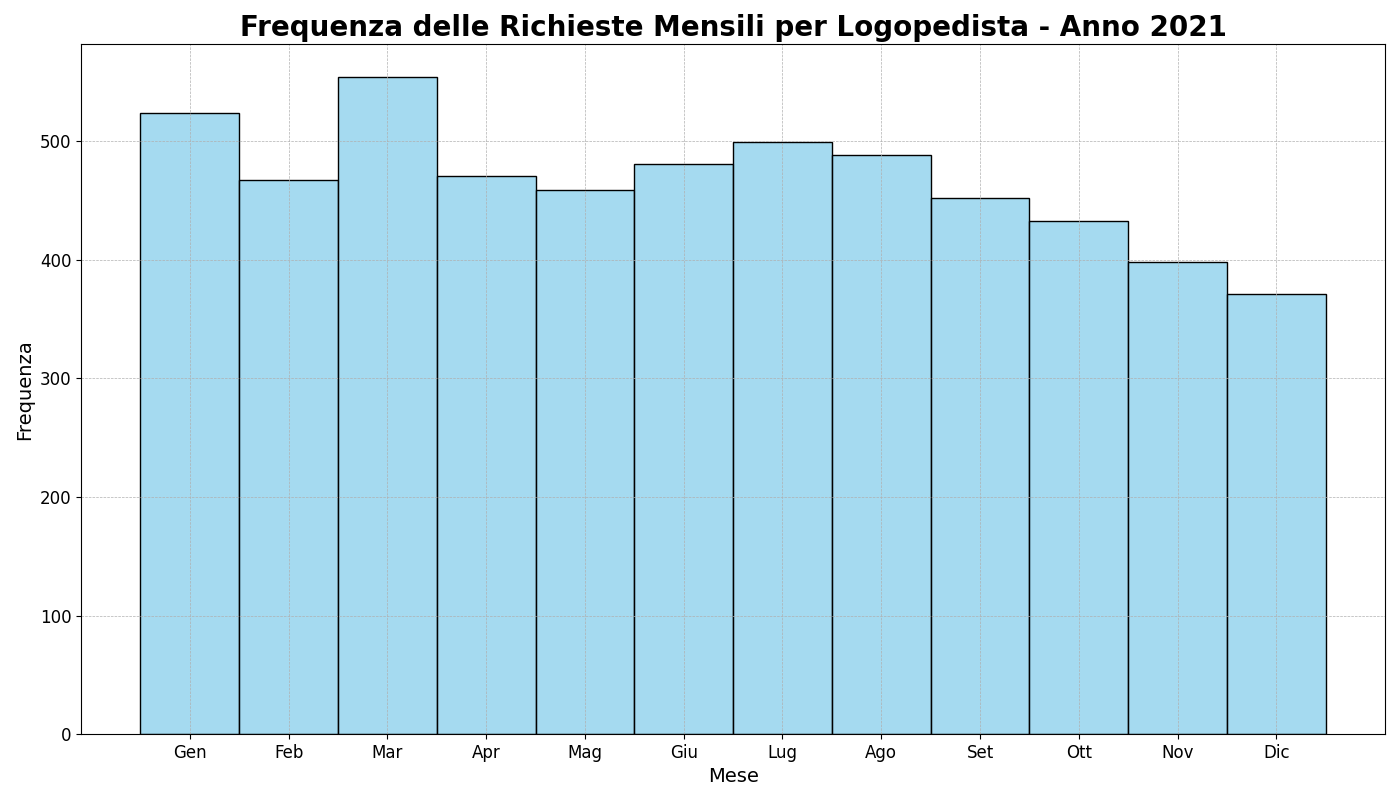 Frequenza delle Richieste Mensili per Logopedista - Anno 2021
Frequenza
500
400
300
200
100
0
Gen Feb Mar Apr Mag Giu Lug Ago Set Ott Nov Dic
Mese